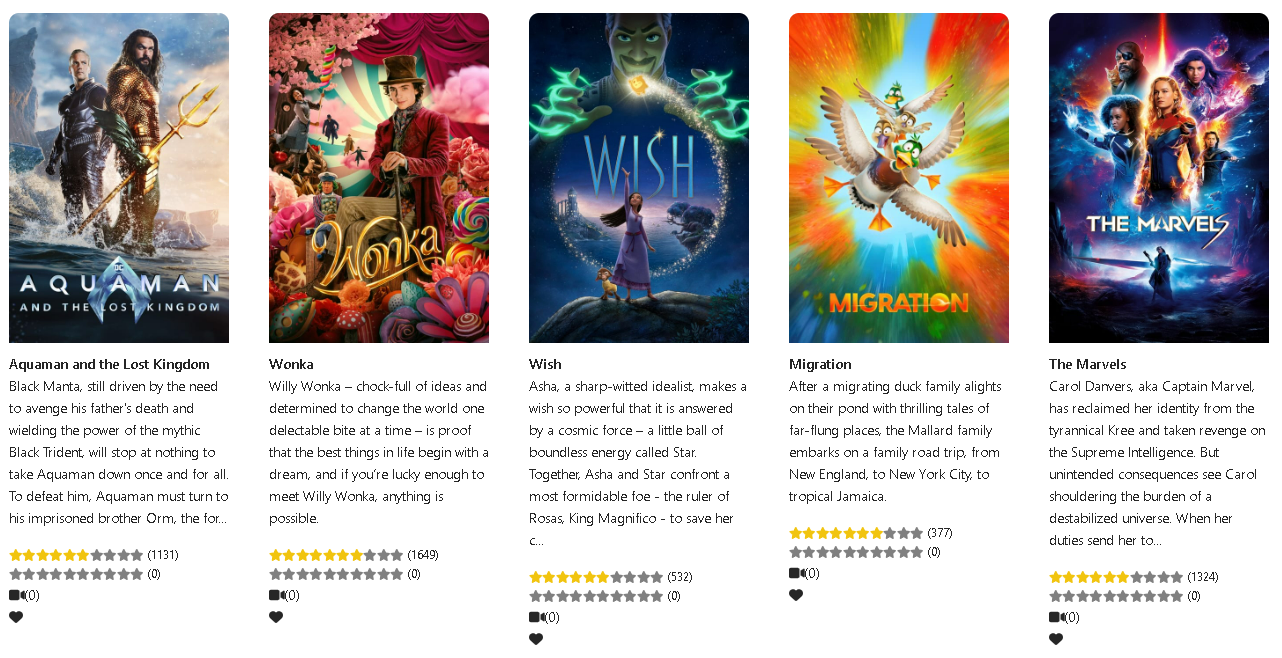 DC
AQUAMAN
AND THE LOST KINGDOM
Aquaman and the Lost Kingdom
Black Manta, still driven by the need
to avenge his father's death and
wielding the power of the mythic
Black Trident, will stop at nothing to
take Aquaman down once and for all.
To defeat him, Aquaman must turn to
his imprisoned brother Orm, the for...
(1131)
(0)
(0)
Wonka
Wonka
Willy Wonka – chock-full of ideas and
determined to change the world one
delectable bite at a time – is proof
that the best things in life begin with a
dream, and if you’re lucky enough to
meet Willy Wonka, anything is
possible.
(1649)
(0)
(0)
WISH
Wish
Asha, a sharp-witted idealist, makes a
wish so powerful that it is answered
by a cosmic force – a little ball of
boundless energy called Star.
Together, Asha and Star confront a
most formidable foe - the ruler of
Rosas, King Magnifico - to save her
c...
(532)
(0)
(0)
MIGRATION
Migration
After a migrating duck family alights
on their pond with thrilling tales of
far-flung places, the Mallard family
embarks on a family road trip, from
New England, to New York City, to
tropical Jamaica.
(377)
(0)
(0)
THE MARVELS
The Marvels
Carol Danvers, aka Captain Marvel,
has reclaimed her identity from the
tyrannical Kree and taken revenge on
the Supreme Intelligence. But
unintended consequences see Carol
shouldering the burden of a
destabilized universe. When her
duties send her to...
(1324)
(0)
(0)